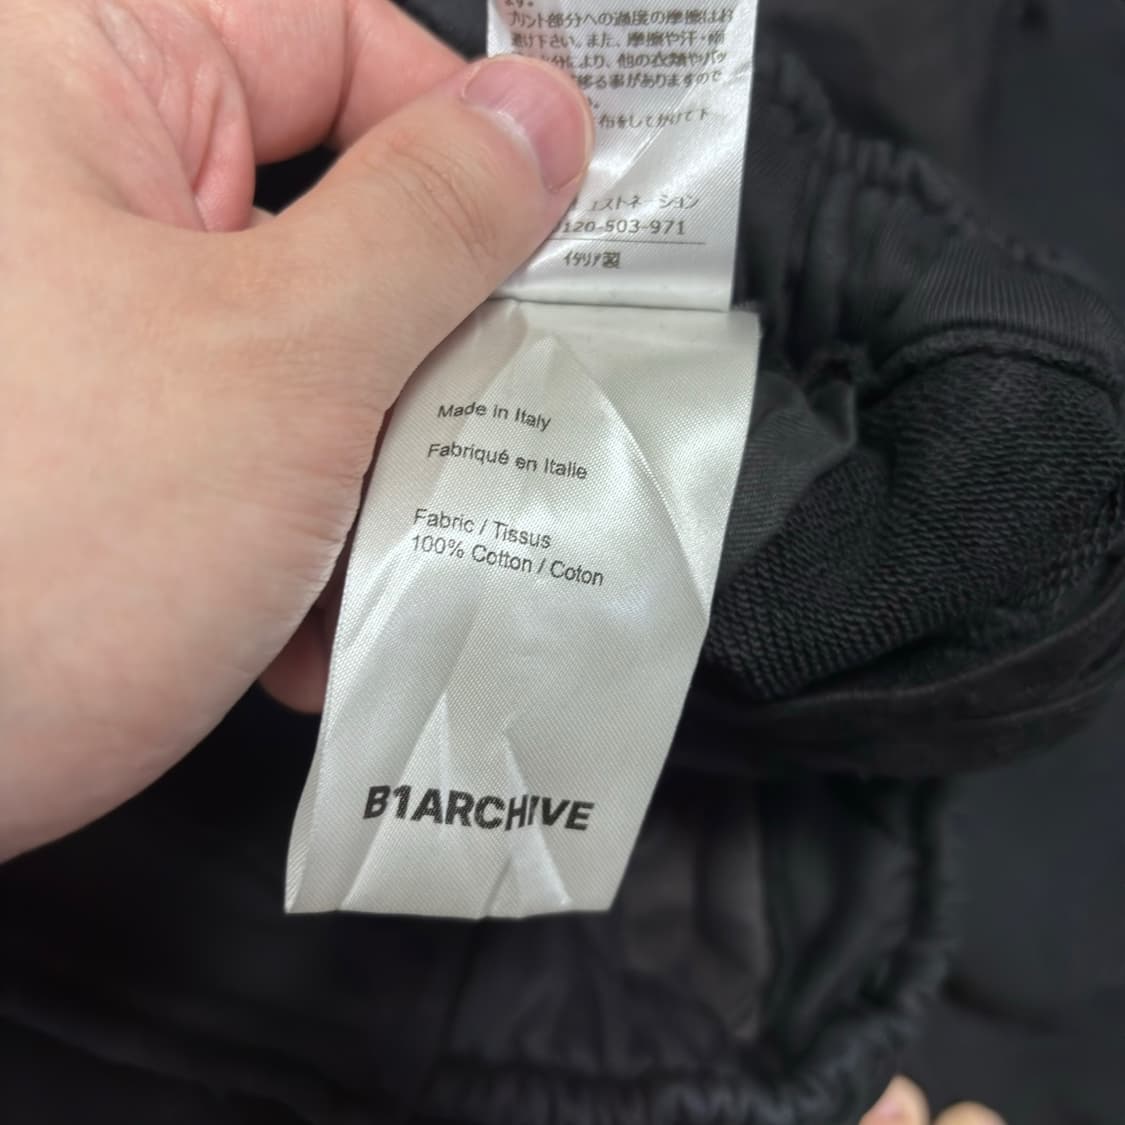 す。
プリント部分への過度の摩擦はお
避け下さい。また、摩擦や汗・雨
により、他の衣類やバッ
移る事がありますので
布をしてかけて下
ェストネーション
0120-503-971
イタリア製
Made in Italy
Fabriqué en Italie
Fabric / Tissus
100% Cotton / Coton
B1ARCHIVE